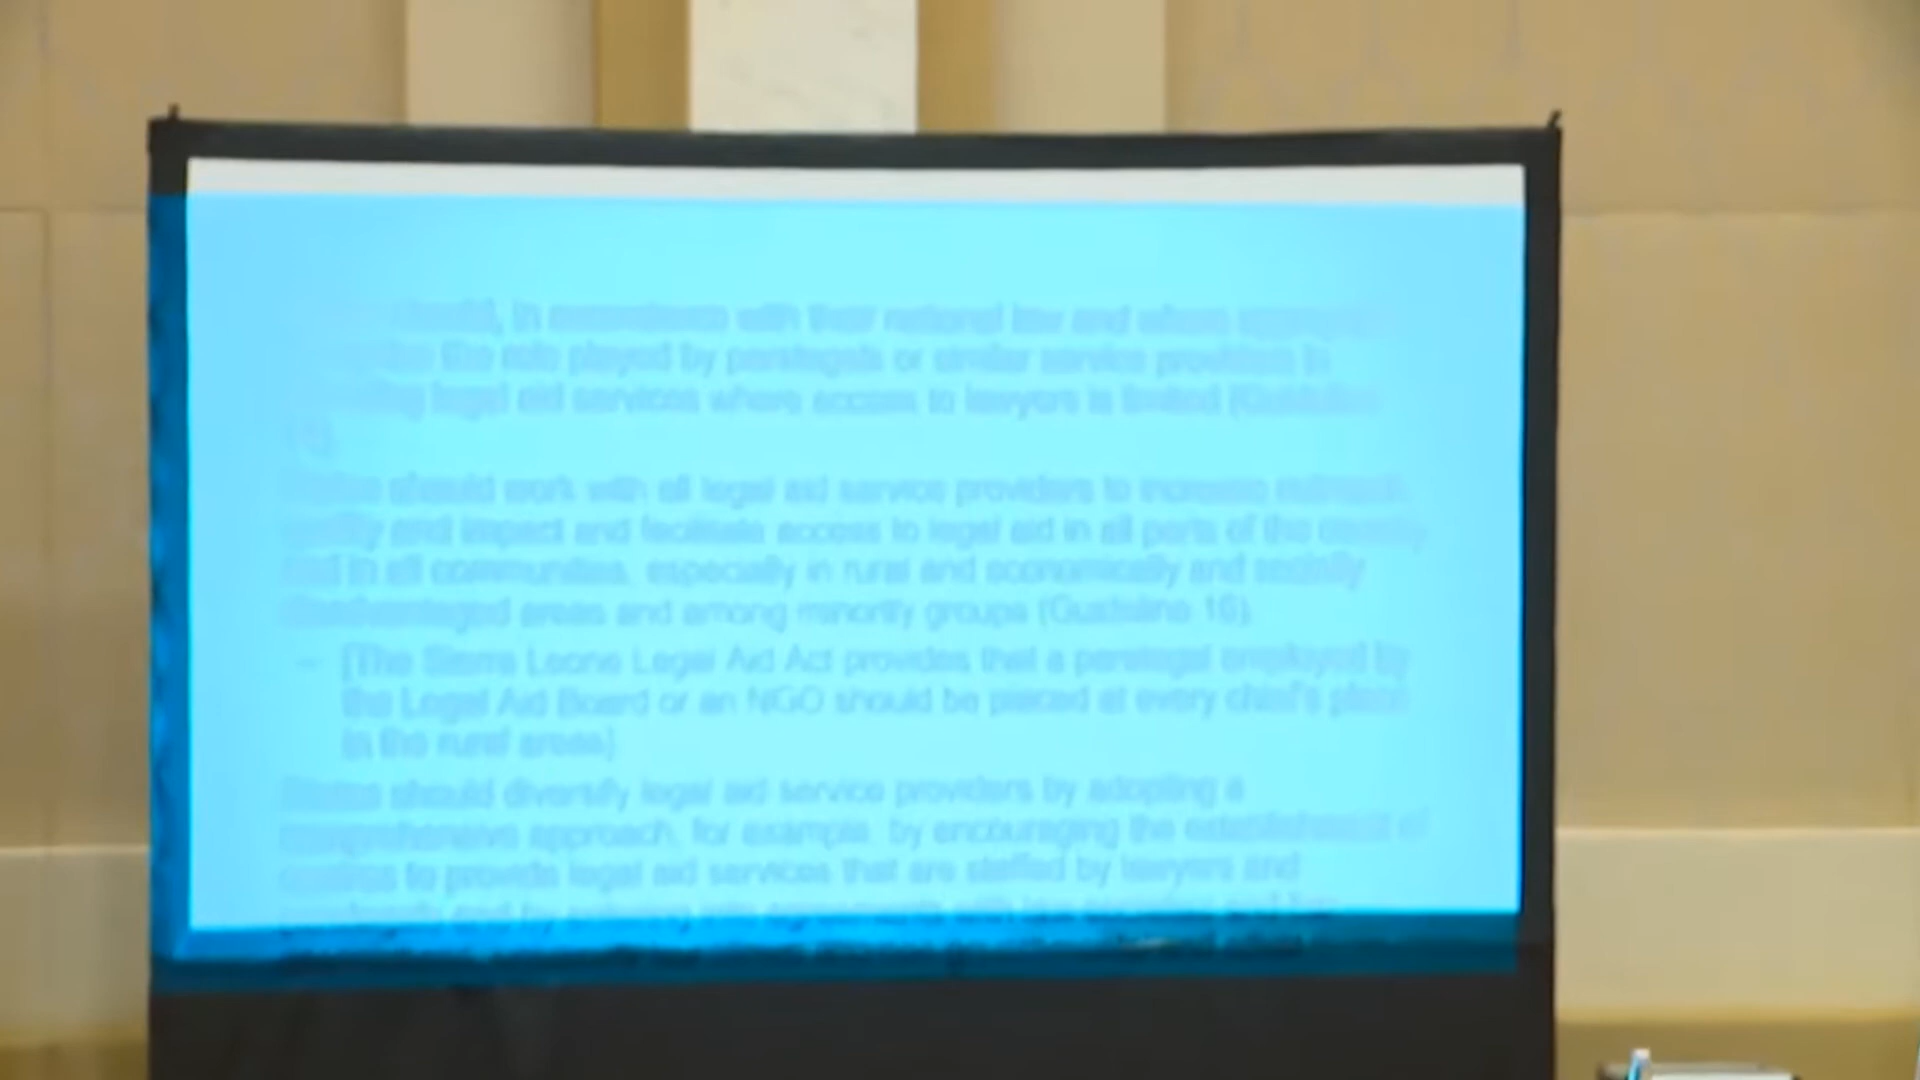 should, in accordance with their national law and where
the role played by paralegals or similar service providers in
legal aid services where access to lawyers is limited (Guideline
States should work with all legal aid service providers to increase outreach,
quality and impact and facilitate access to legal aid in all parts of the country
and in all communities, especially in rural and economically and socially
disadvantaged areas and among minority groups (Guideline 16).
– [The Sierra Leone Legal Aid Act provides that a paralegal employed by
the Legal Aid Board or an NGO should be placed at every chief's place
in the rural areas]
States should diversify legal aid service providers by adopting a
comprehensive approach, for example, by encouraging the establishment of
to provide legal aid services that are staffed by lawyers and